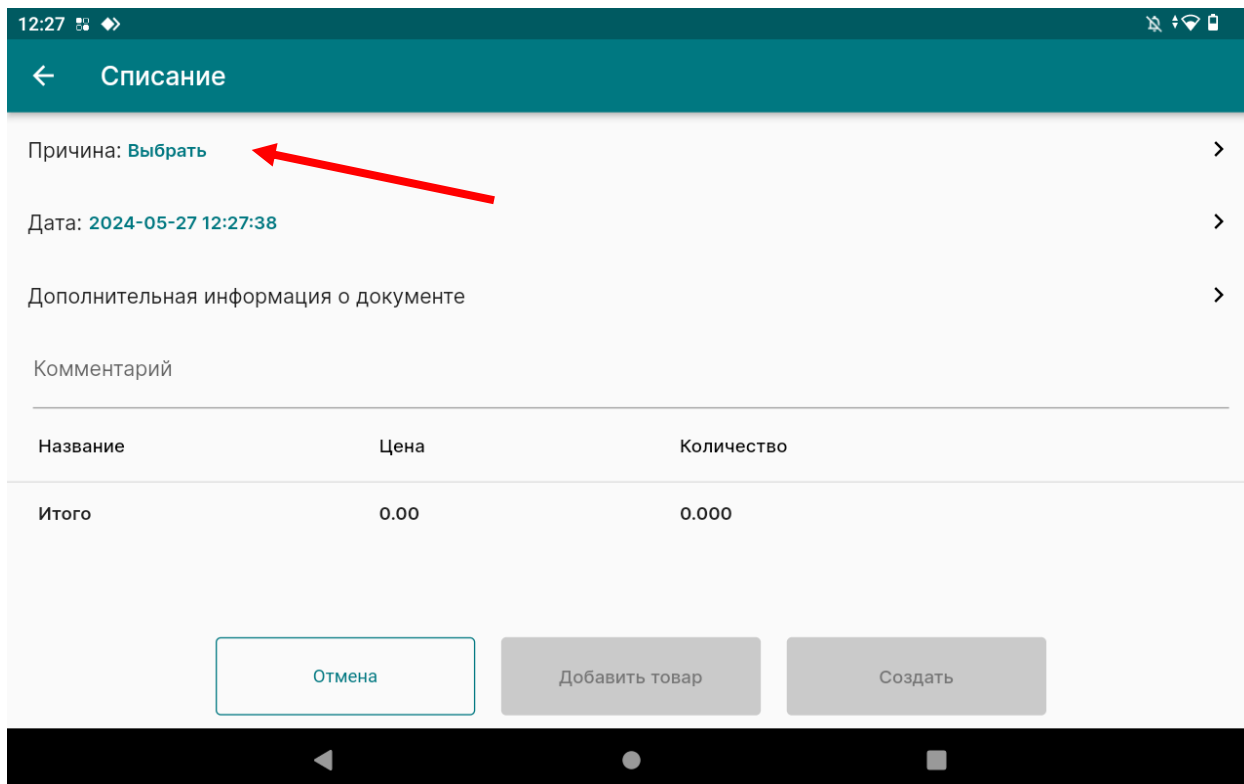 12:27
Списание
Причина: Выбрать
Дата: 2024-05-27 12:27:38
Дополнительная информация о документе
Комментарий
Название Цена Количество
Итого 0.00 0.000
Отмена Добавить товар Создать